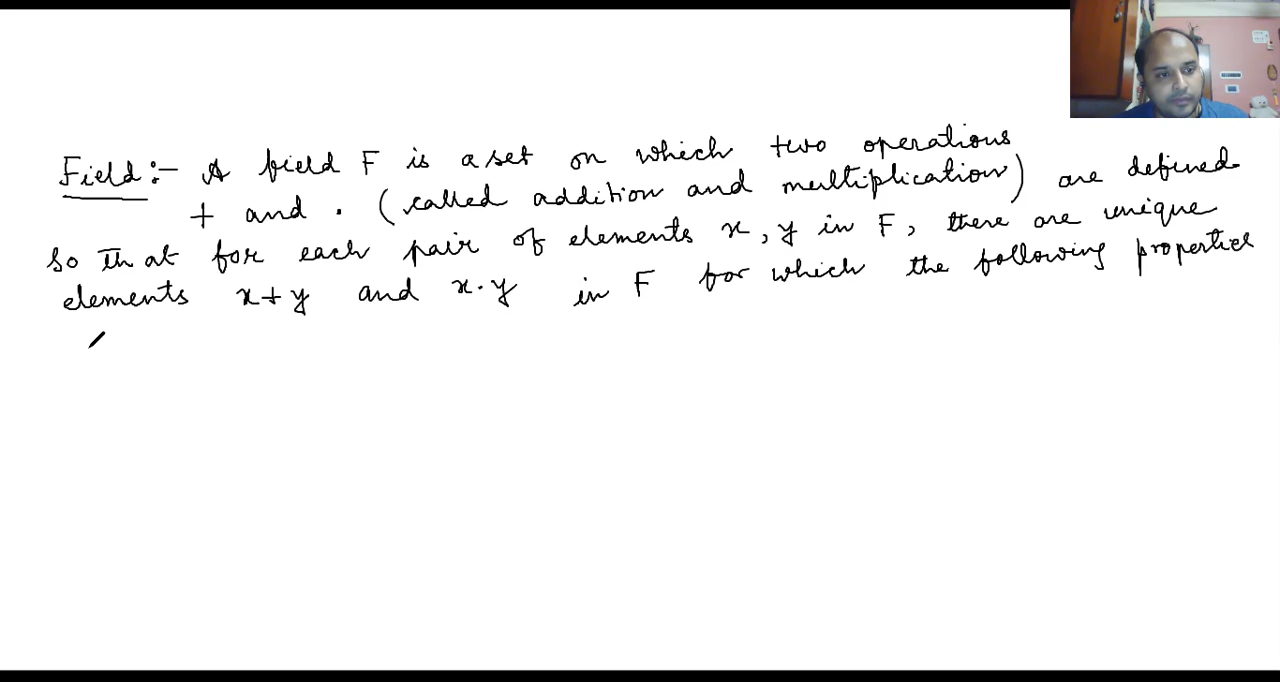 Field :- A field F is a set on which two operations
+ and . (called addition and multiplication) are defined
so that for each pair of elements x, y in F, there are unique
elements x+y and x.y in F for which the following properties